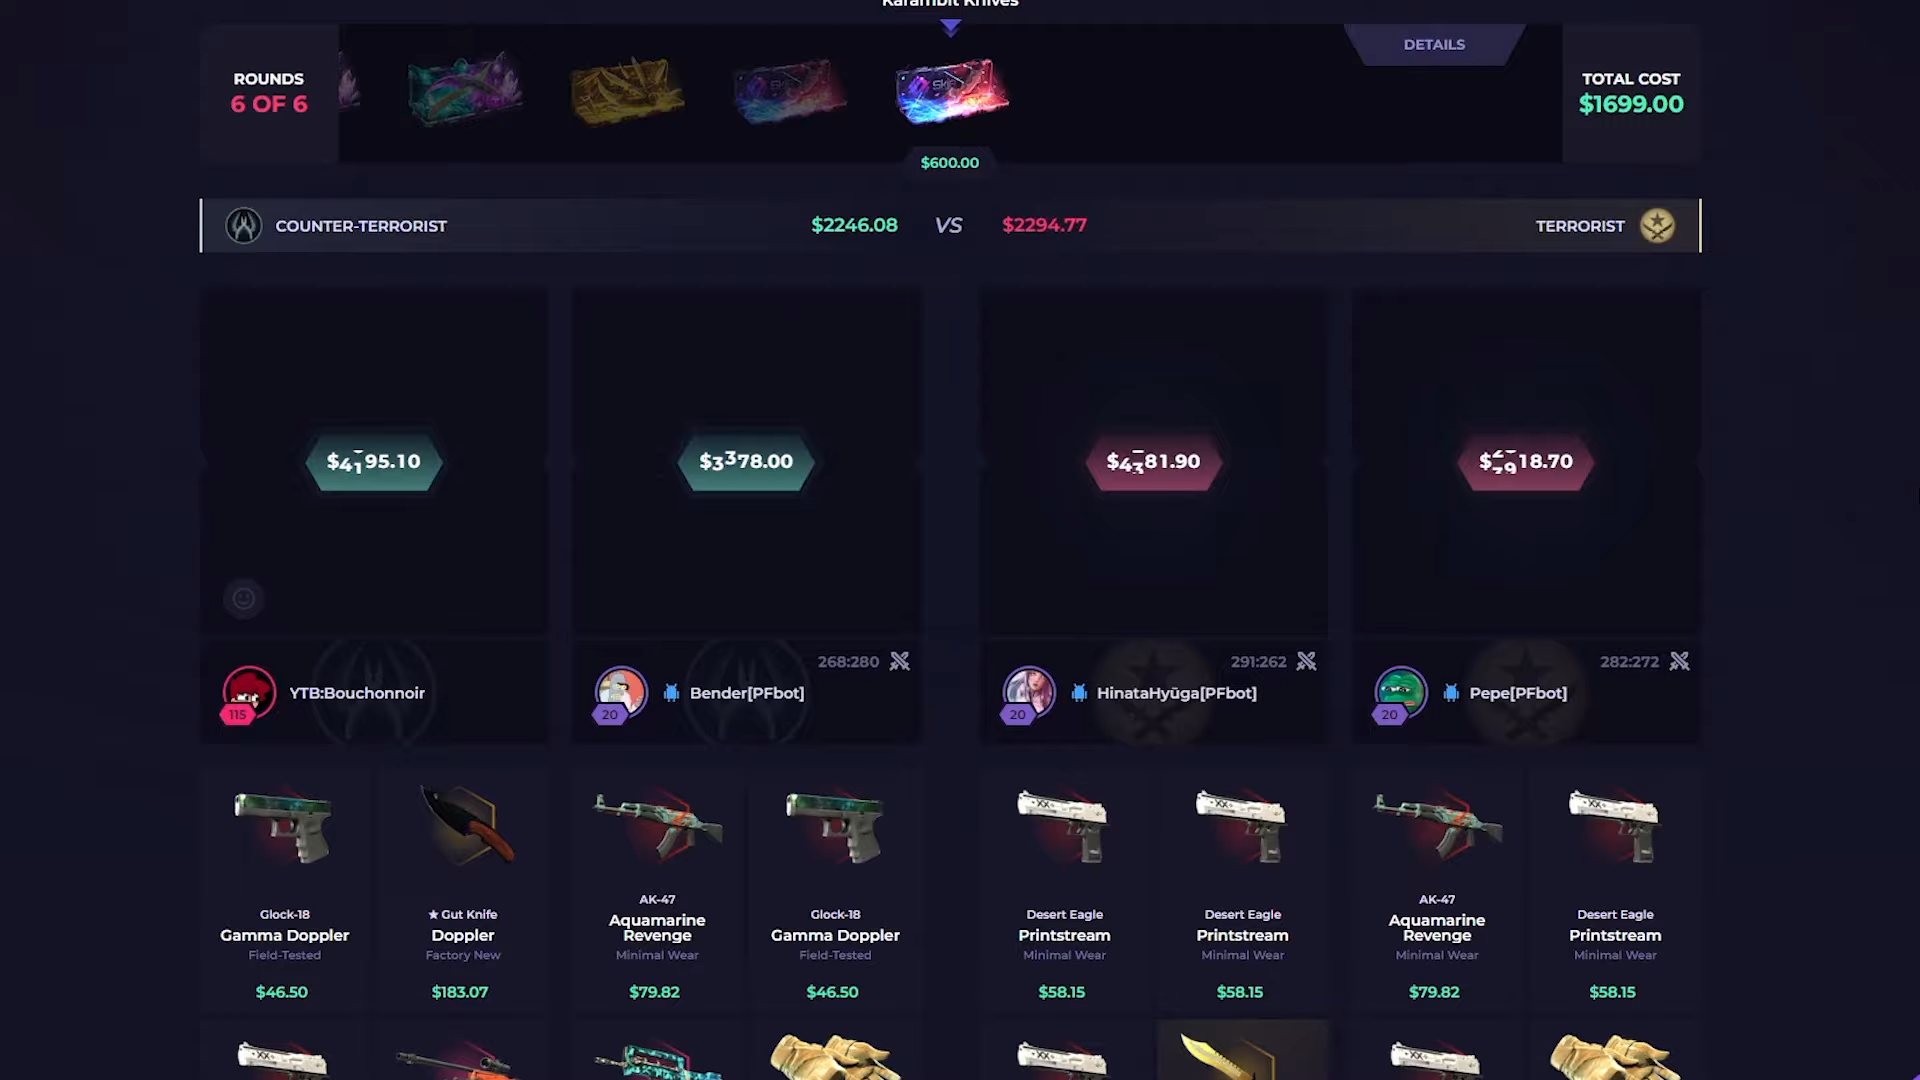 Karambit Knives
ROUNDS
6 OF 6
DETAILS
TOTAL COST
$1699.00
$600.00
COUNTER-TERRORIST
$2246.08
VS
$2294.77
TERRORIST
268:280
291:262
282:272
YTB:Bouchonnoir
115
Bender[PFbot]
20
HinataHyūga[PFbot]
20
Pepe[PFbot]
20
Glock-18
Gamma Doppler
Field-Tested
$46.50
★ Gut Knife
Doppler
Factory New
$183.07
AK-47
Aquamarine
Revenge
Minimal Wear
$79.82
Glock-18
Gamma Doppler
Field-Tested
$46.50
Desert Eagle
Printstream
Minimal Wear
$58.15
Desert Eagle
Printstream
Minimal Wear
$58.15
AK-47
Aquamarine
Revenge
Minimal Wear
$79.82
Desert Eagle
Printstream
Minimal Wear
$58.15